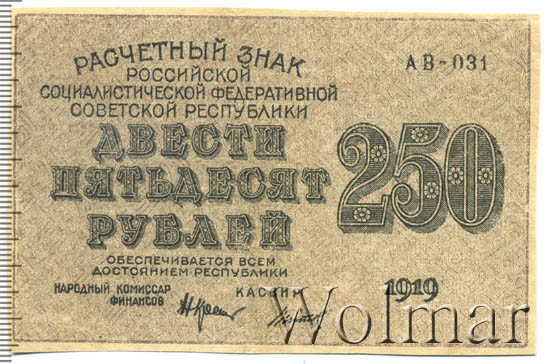 РАСЧЕТНЫЙ ЗНАК
РОССИЙСКОЙ
СОЦИАЛИСТИЧЕСКОЙ ФЕДЕРАТИВНОЙ
СОВЕТСКОЙ РЕСПУБЛИКИ
АВ-031
ДВЕСТИ
ПЯТЬДЕСЯТ
РУБЛЕЙ
250
ОБЕСПЕЧИВАЕТСЯ ВСЕМ
ДОСТОЯНИЕМ РЕСПУБЛИКИ
НАРОДНЫЙ КОМИССАР
ФИНАНСОВ
КАССИР
1919
Wolmar